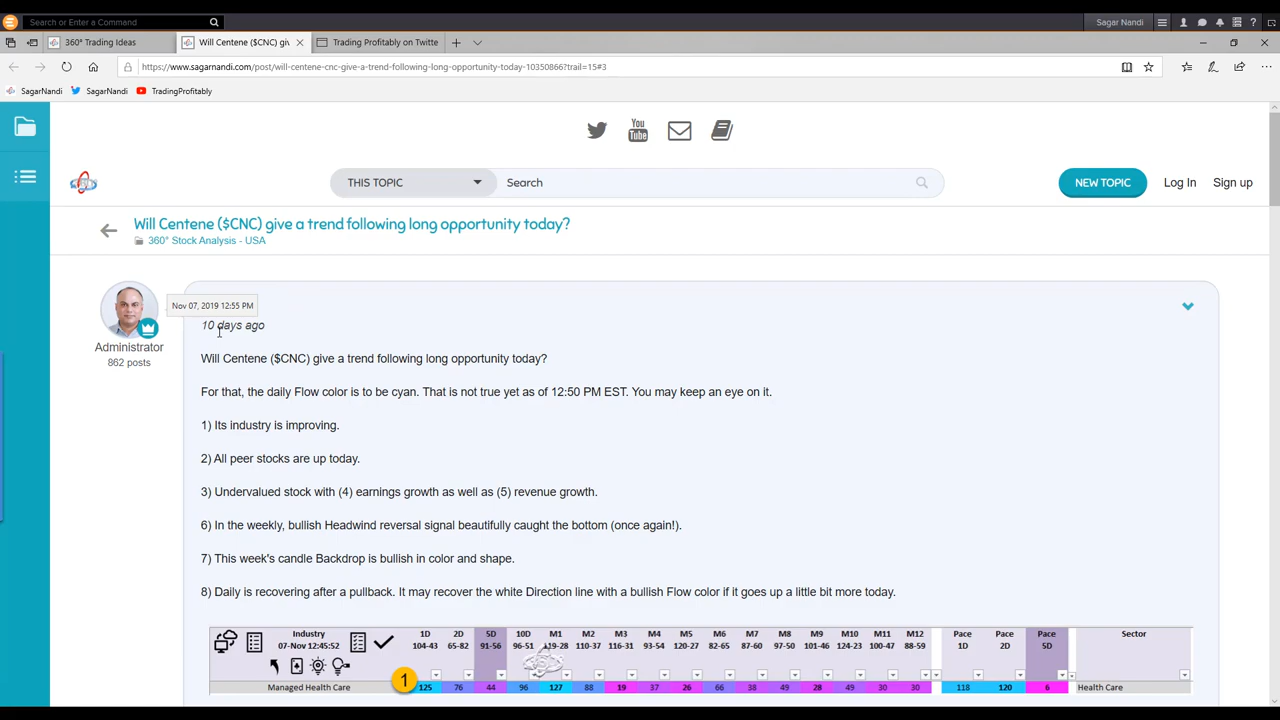 Search or Enter a Command
Sagar Nandi
360° Trading Ideas
Will Centene ($CNC) giv
Trading Profitably on Twitte
https://www.sagarnandi.com/post/will-centene-cnc-give-a-trend-following-long-opportunity-today-10350866?trail=15#3
SagarNandi
SagarNandi
TradingProfitably
You
Tube
THIS TOPIC
Search
NEW TOPIC
Log In
Sign up
Will Centene ($CNC) give a trend following long opportunity today?
360° Stock Analysis - USA
Nov 07, 2019 12:55 PM
10 days ago
Administrator
862 posts
Will Centene ($CNC) give a trend following long opportunity today?
For that, the daily Flow color is to be cyan. That is not true yet as of 12:50 PM EST. You may keep an eye on it.
1) Its industry is improving.
2) All peer stocks are up today.
3) Undervalued stock with (4) earnings growth as well as (5) revenue growth.
6) In the weekly, bullish Headwind reversal signal beautifully caught the bottom (once again!).
7) This week's candle Backdrop is bullish in color and shape.
8) Daily is recovering after a pullback. It may recover the white Direction line with a bullish Flow color if it goes up a little bit more today.
Industry 1D 2D 5D 10D M1 M2 M3 M4 M5 M6 M7 M8 M9 M10 M11 M12 Pace Pace Pace Sector
07-Nov 12:45:52 104-43 65-82 91-56 96-51 119-28 110-37 116-31 93-54 120-27 82-65 87-60 97-50 101-46 124-23 100-47 88-59 1D 2D 5D
1
Managed Health Care 125 76 44 96 127 88 19 37 26 66 38 49 28 49 30 30 118 120 6 Health Care